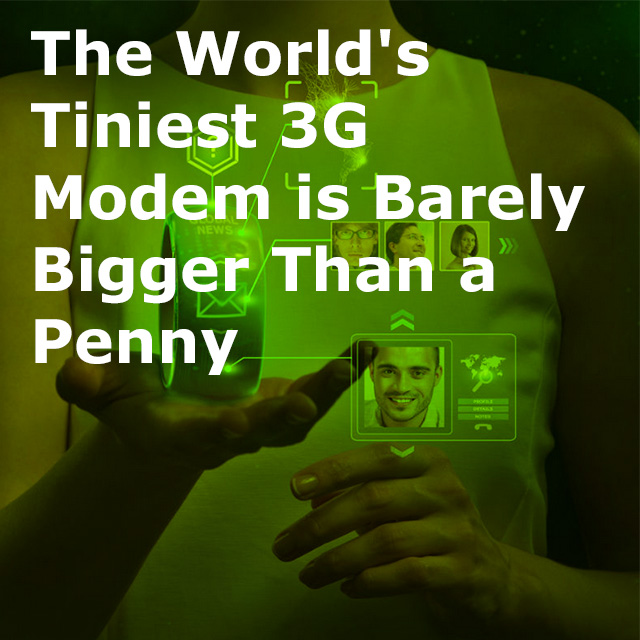 The World's
Tiniest 3G
Modem is Barely
Bigger Than a
Penny
NEWS
PROFILE
DETAILS
NOTES